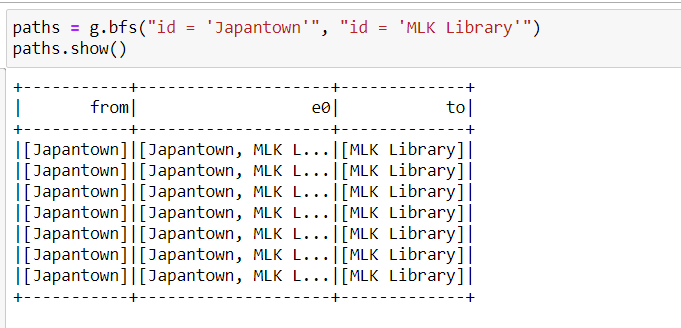 paths = g.bfs("id = 'Japantown'", "id = 'MLK Library'")
paths.show()
+-----------+--------------------+-------------+
|       from|                  e0|           to|
+-----------+--------------------+-------------+
|[Japantown]|[Japantown, MLK L...|[MLK Library]|
|[Japantown]|[Japantown, MLK L...|[MLK Library]|
|[Japantown]|[Japantown, MLK L...|[MLK Library]|
|[Japantown]|[Japantown, MLK L...|[MLK Library]|
|[Japantown]|[Japantown, MLK L...|[MLK Library]|
|[Japantown]|[Japantown, MLK L...|[MLK Library]|
|[Japantown]|[Japantown, MLK L...|[MLK Library]|
+-----------+--------------------+-------------+